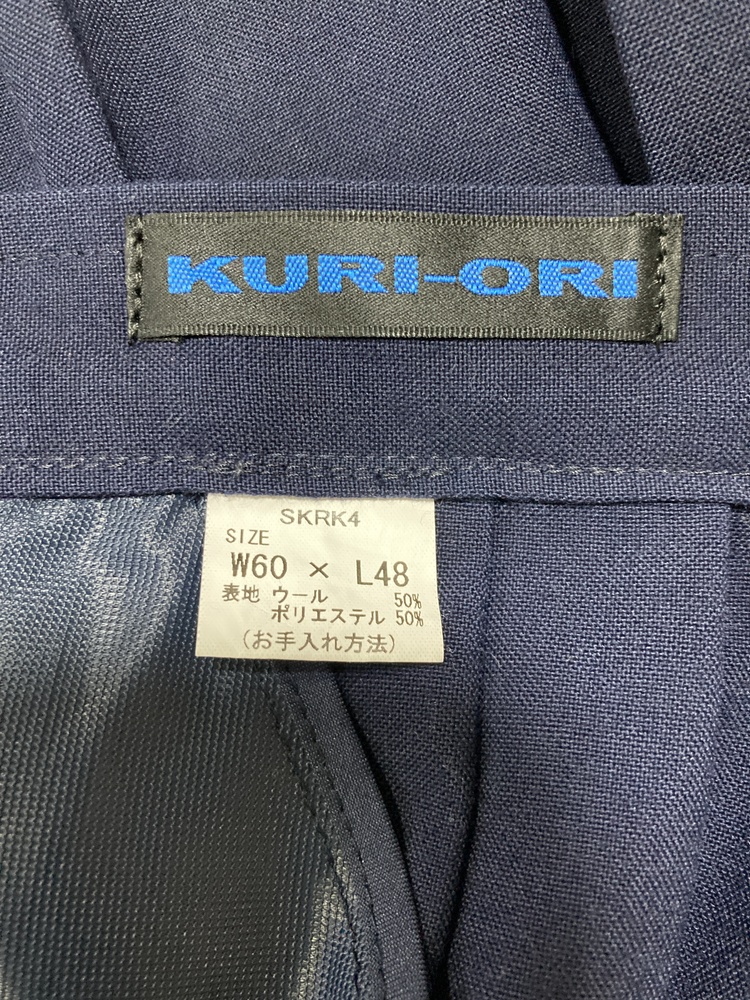 KURI-ORI
SKRK4
SIZE
W60 × L48
表地 ウール 50%
ポリエステル 50%
(お手入れ方法)